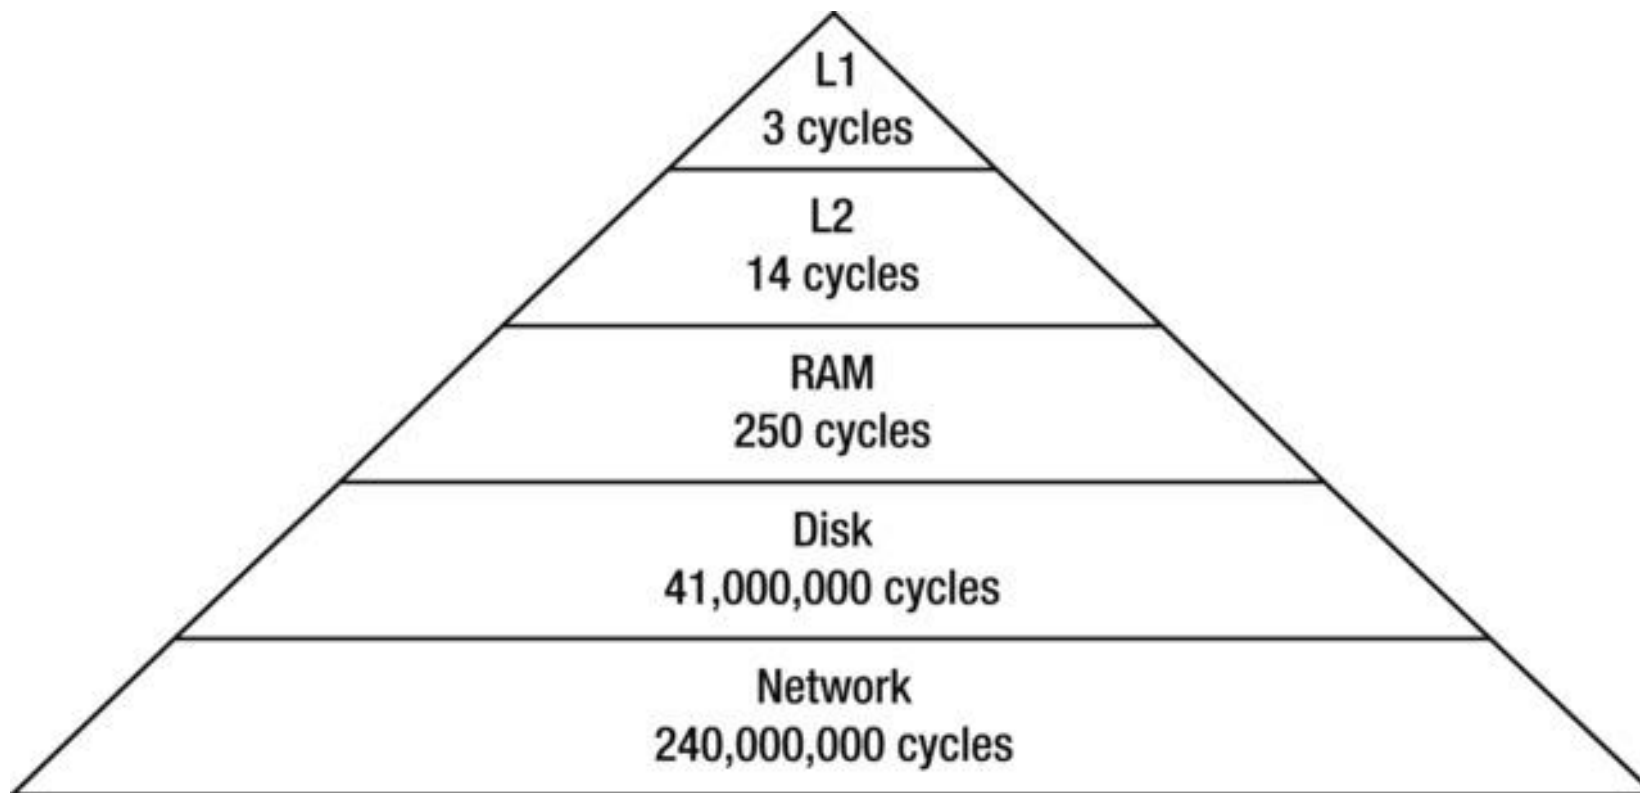 L1
3 cycles
L2
14 cycles
RAM
250 cycles
Disk
41,000,000 cycles
Network
240,000,000 cycles